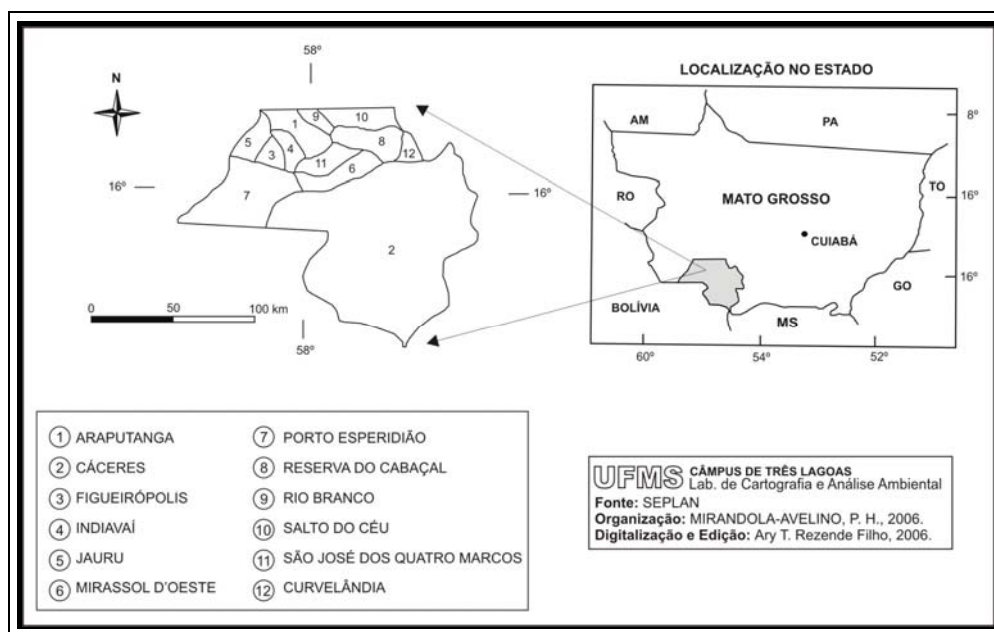 58º
N
1
9
10
5
3
4
8
12
11
6
16º
7
16º
2
0
50
100 km
58º
LOCALIZAÇÃO NO ESTADO
AM
PA
8º
RO
MATO GROSSO
TO
16º
CUIABÁ
16º
GO
BOLÍVIA
MS
60º
54º
52º
1 ARAPUTANGA
2 CÁCERES
3 FIGUEIRÓPOLIS
4 INDIAVAÍ
5 JAURU
6 MIRASSOL D'OESTE
7 PORTO ESPERIDIÃO
8 RESERVA DO CABAÇAL
9 RIO BRANCO
10 SALTO DO CÉU
11 SÃO JOSÉ DOS QUATRO MARCOS
12 CURVELÂNDIA
UFMS CÂMPUS DE TRÊS LAGOAS
Lab. de Cartografia e Análise Ambiental
Fonte: SEPLAN
Organização: MIRANDOLA-AVELINO, P. H., 2006.
Digitalização e Edição: Ary T. Rezende Filho, 2006.